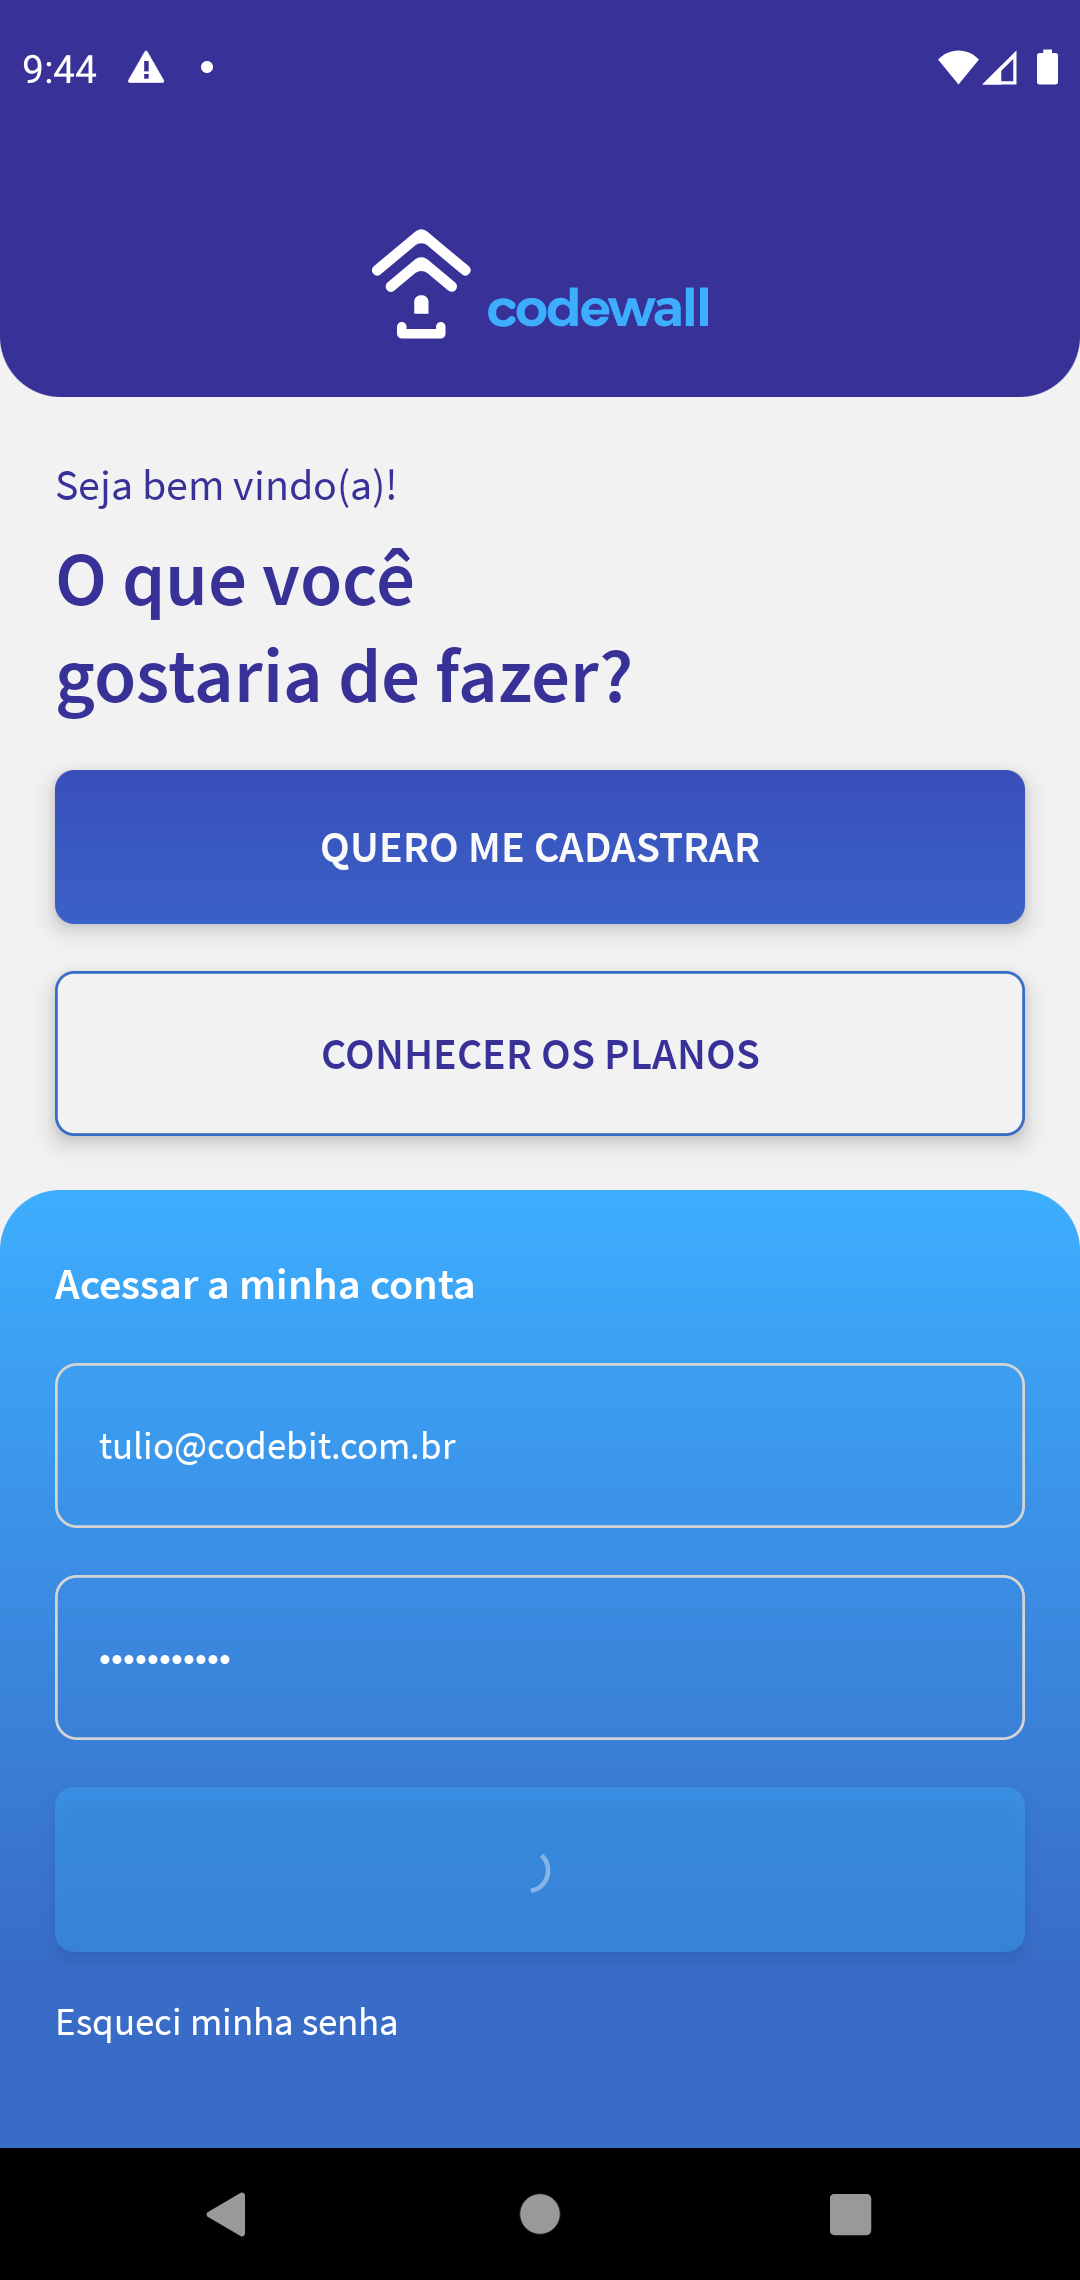 9:44
codewall
Seja bem vindo(a)!
O que você
gostaria de fazer?
QUERO ME CADASTRAR
CONHECER OS PLANOS
Acessar a minha conta
tulio@codebit.com.br
•••••••••••
Esqueci minha senha